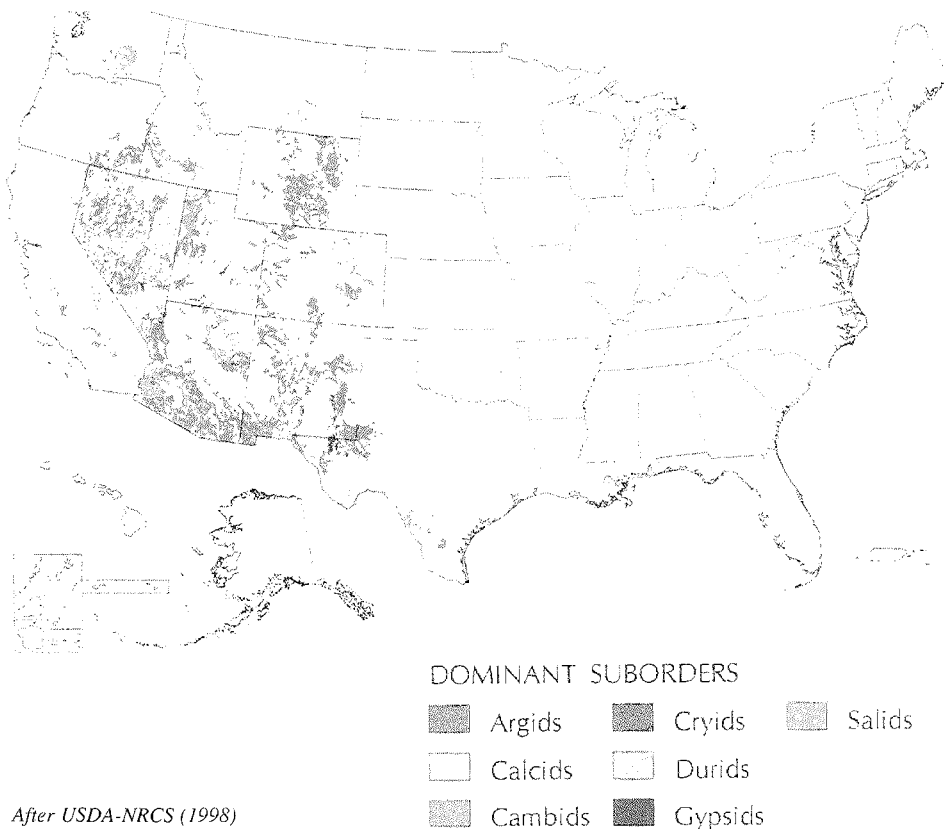 DOMINANT SUBORDERS
Argids Cryids Salids
Calcids Durids
Cambids Gypsids
After USDA-NRCS (1998)